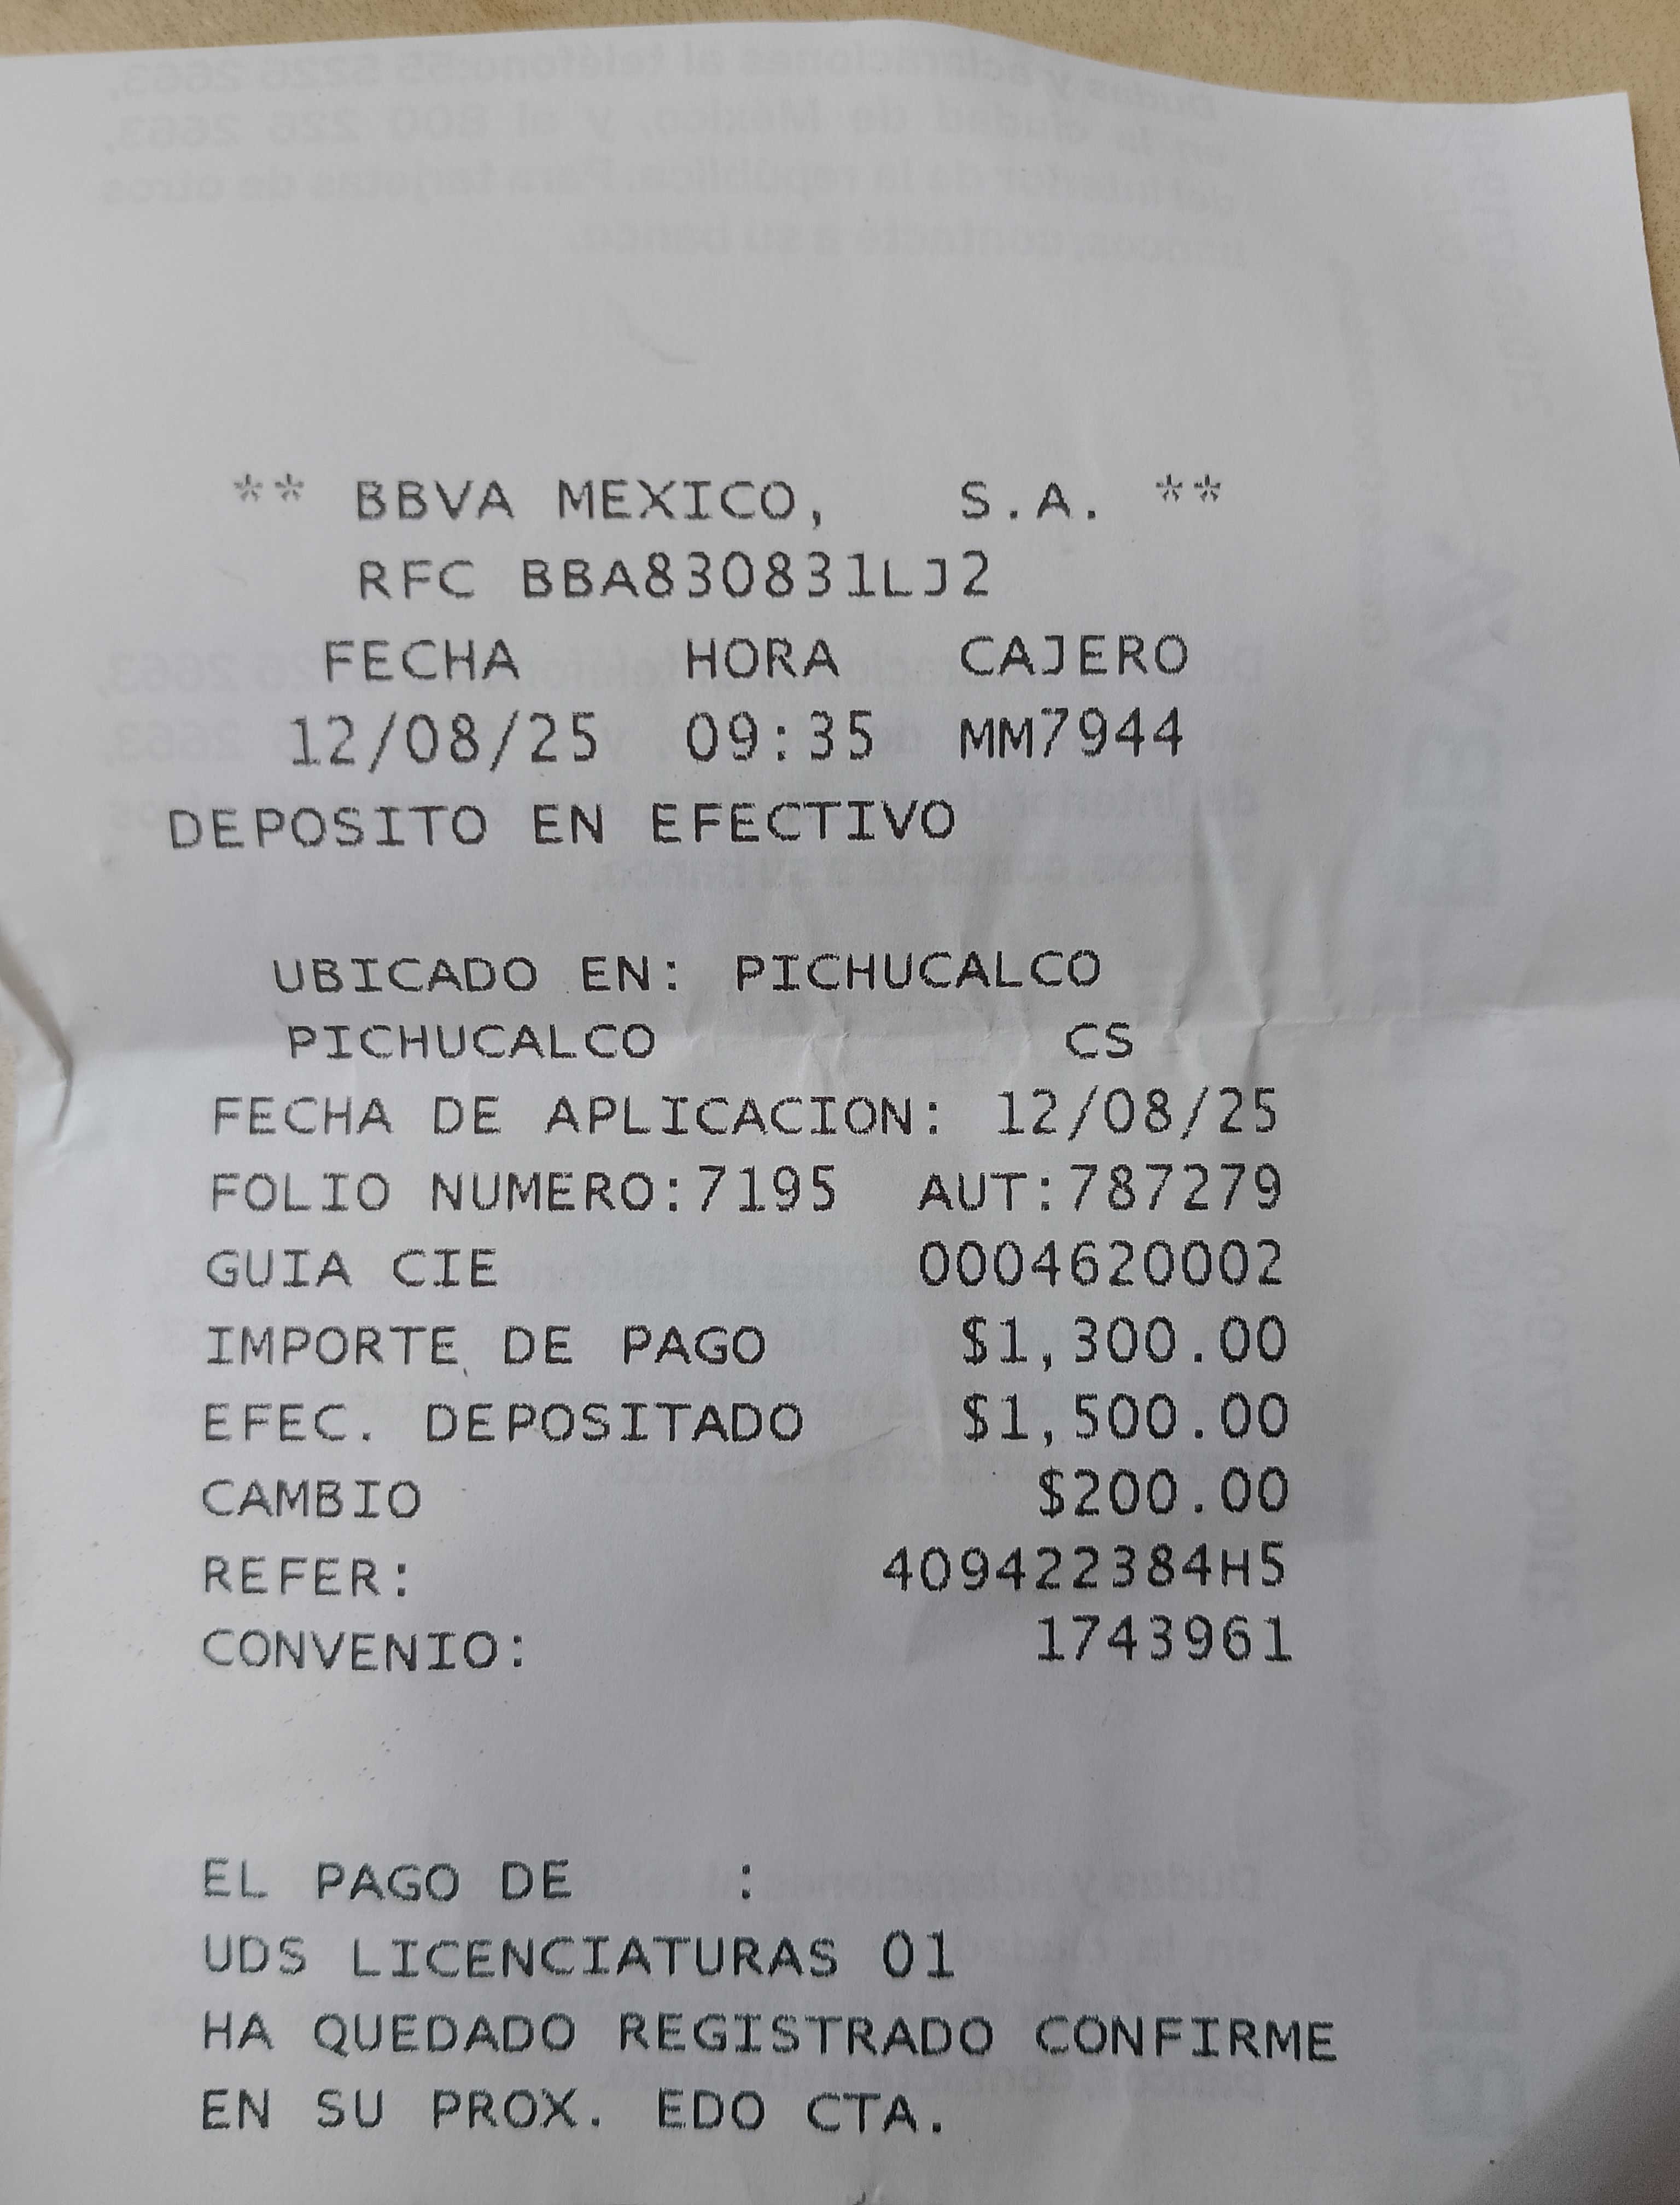 ** BBVA MEXICO, S.A. **
RFC BBA830831LJ2
FECHA HORA CAJERO
12/08/25 09:35 MM7944
DEPOSITO EN EFECTIVO
UBICADO EN: PICHUCALCO
PICHUCALCO CS
FECHA DE APLICACION: 12/08/25
FOLIO NUMERO:7195 AUT:787279
GUIA CIE 0004620002
IMPORTE DE PAGO $1,300.00
EFEC. DEPOSITADO $1,500.00
CAMBIO $200.00
REFER: 409422384H5
CONVENIO: 1743961
EL PAGO DE :
UDS LICENCIATURAS 01
HA QUEDADO REGISTRADO CONFIRME
EN SU PROX. EDO CTA.